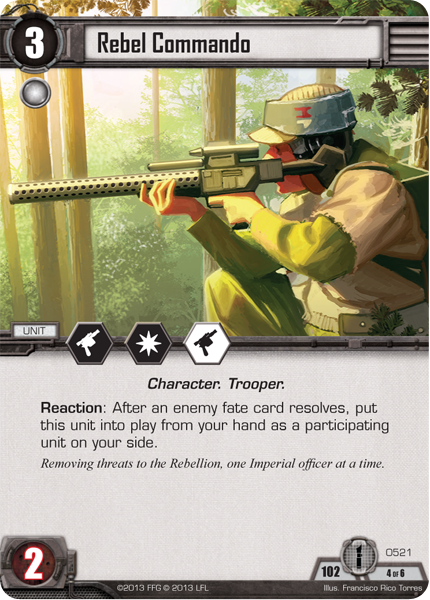 3
Rebel Commando
UNIT
Character. Trooper.
Reaction: After an enemy fate card resolves, put
this unit into play from your hand as a participating
unit on your side.
Removing threats to the Rebellion, one Imperial officer at a time.
2
0521
102
4 OF 6
©2013 FFG © 2013 LFL
Illus. Francisco Rico Torres